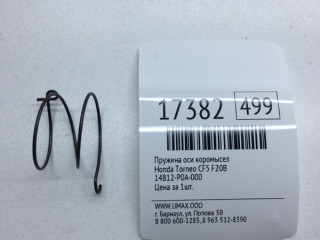 17382 499
Пружина оси коромысел
Honda Torneo CF5 F20B
14812-P0A-000
Цена за 1шт.
WWW.UMAX.OOO
г. Барнаул, ул. Попова 5В
8 800 600-1285, 8 963 512-8390